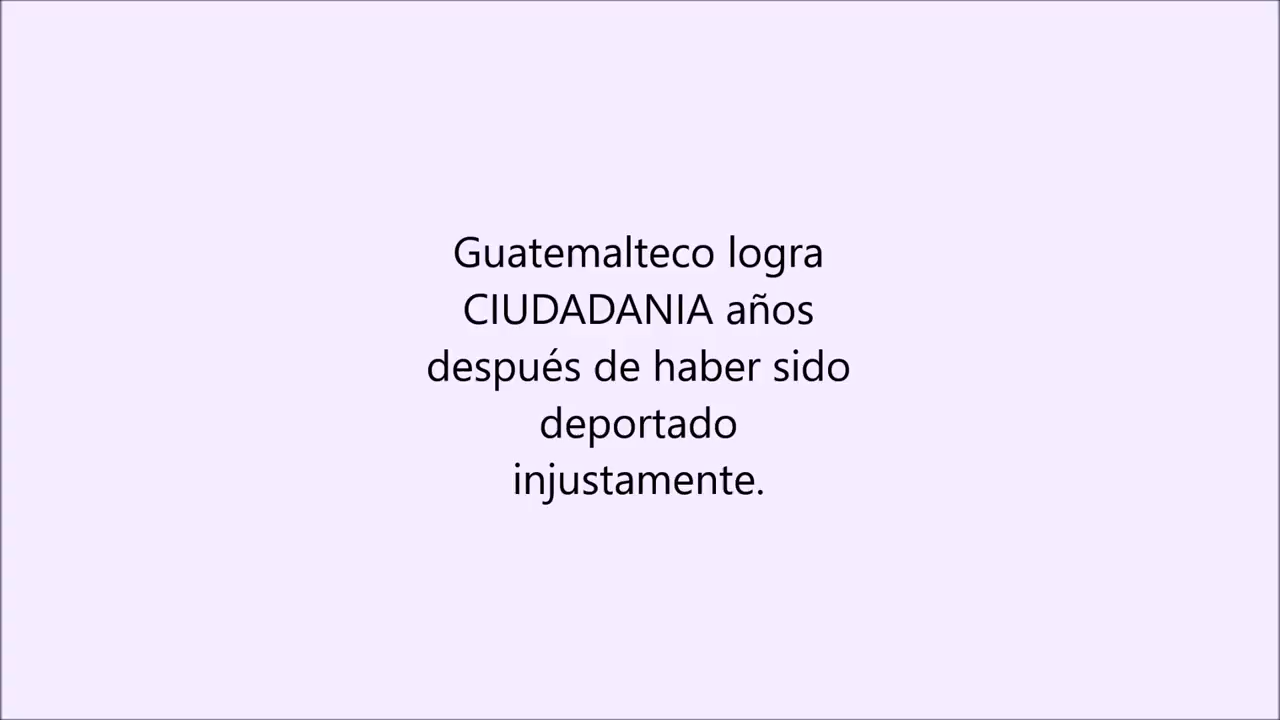 Guatemalteco logra
CIUDADANIA años
después de haber sido
deportado
injustamente.